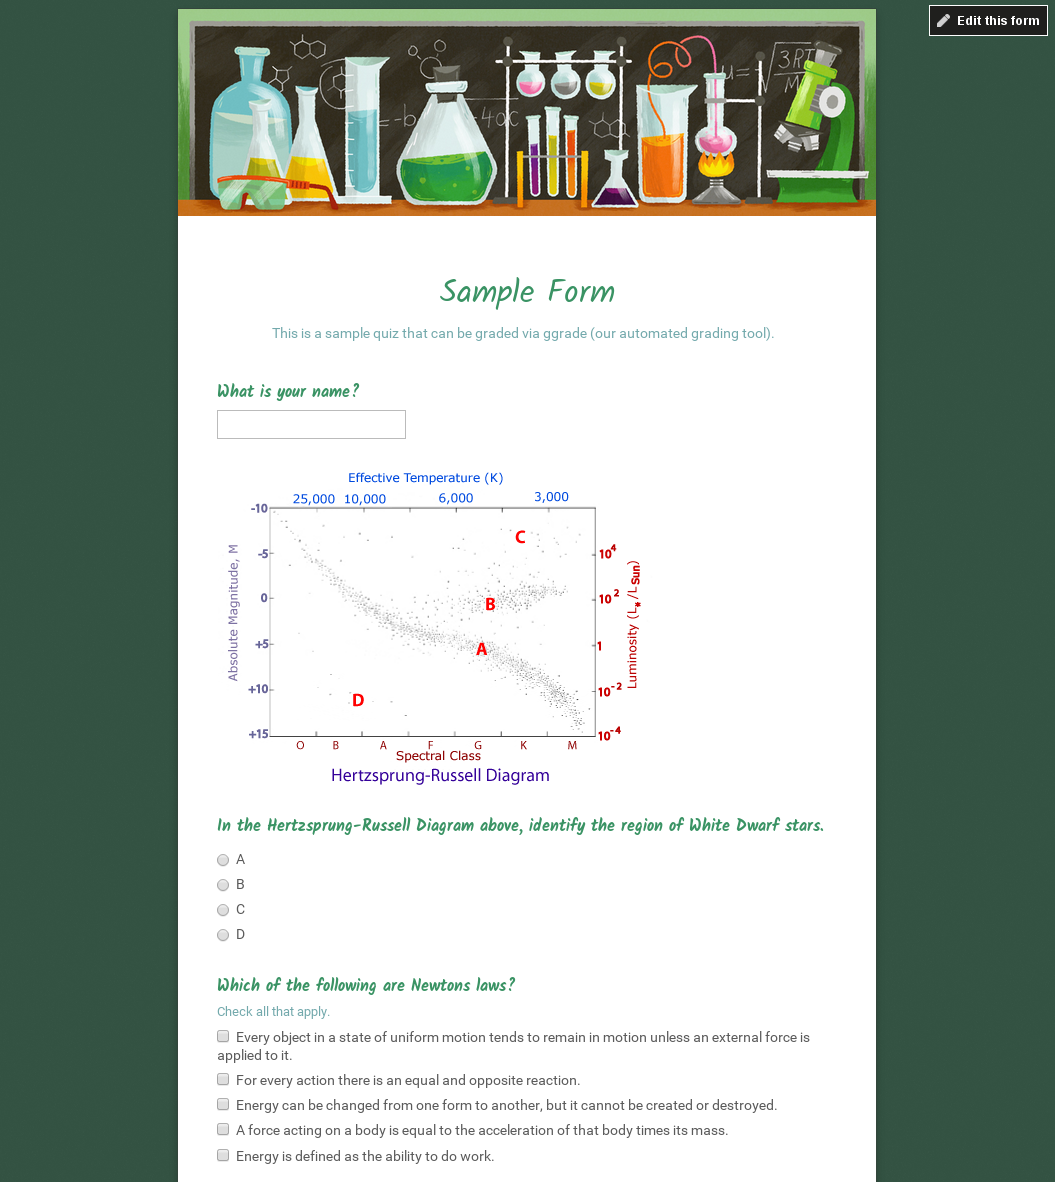 Edit this form
= -b
-4ac
u = √3RT
M
Sample Form
This is a sample quiz that can be graded via ggrade (our automated grading tool).
What is your name?
Effective Temperature (K)
25,000 10,000 6,000 3,000
-10
-5
0
+5
+10
+15
Absolute Magnitude, M
C
B
A
D
10⁴
10²
1
10⁻²
10⁻⁴
Luminosity (L*/L Sun)
O B A F G K M
Spectral Class
Hertzsprung-Russell Diagram
In the Hertzsprung-Russell Diagram above, identify the region of White Dwarf stars.
A
B
C
D
Which of the following are Newtons laws?
Check all that apply.
Every object in a state of uniform motion tends to remain in motion unless an external force is
applied to it.
For every action there is an equal and opposite reaction.
Energy can be changed from one form to another, but it cannot be created or destroyed.
A force acting on a body is equal to the acceleration of that body times its mass.
Energy is defined as the ability to do work.